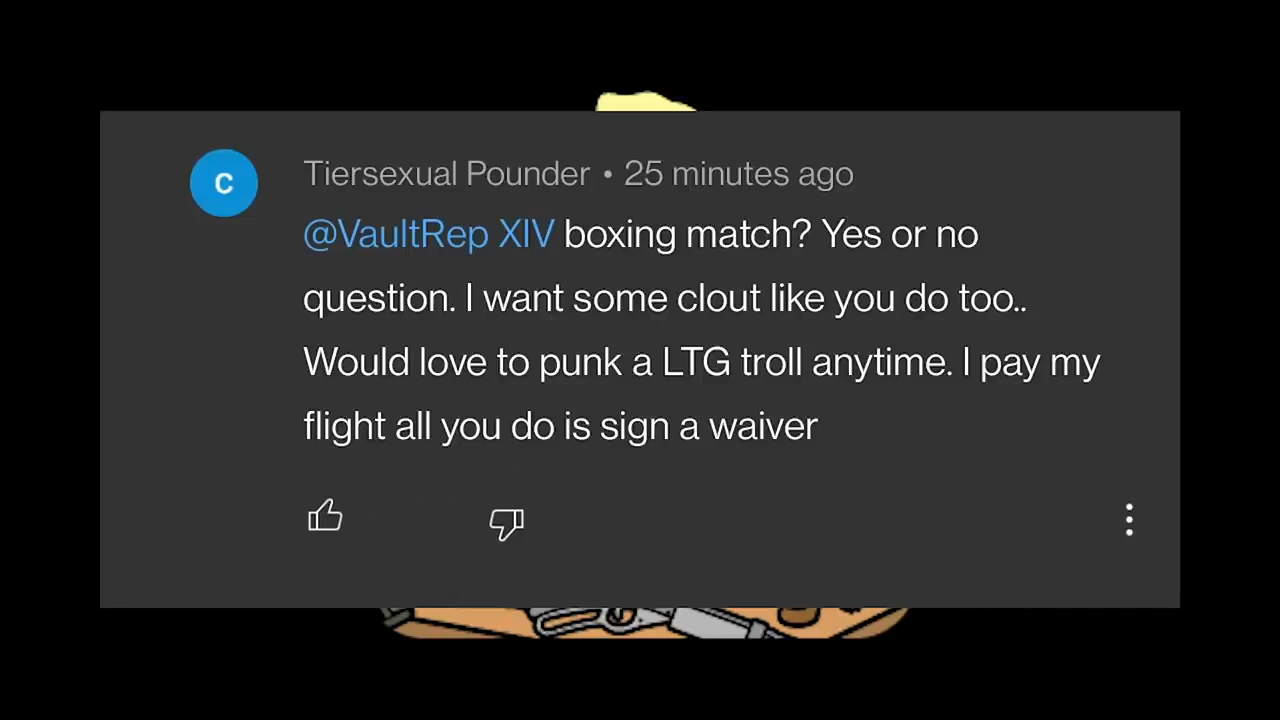 C
Tiersexual Pounder • 25 minutes ago
@VaultRep XIV boxing match? Yes or no
question. I want some clout like you do too..
Would love to punk a LTG troll anytime. I pay my
flight all you do is sign a waiver